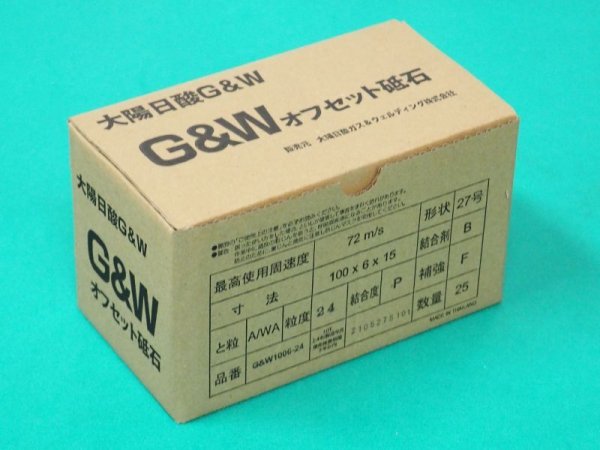 大陽日酸G&W
G&W オフセット砥石
発売元 大陽日酸ガス&ウェルディング株式会社
大陽日酸G&W
G&W
オフセット砥石
最高使用周速度 72 m/s 形状 27号
寸法 100 x 6 x 15 結合剤 B
と粒 A/WA 粒度 24 結合度 P 補強 F
品番 G&W1006-24 2105275101 数量 25
MADE IN THAILAND